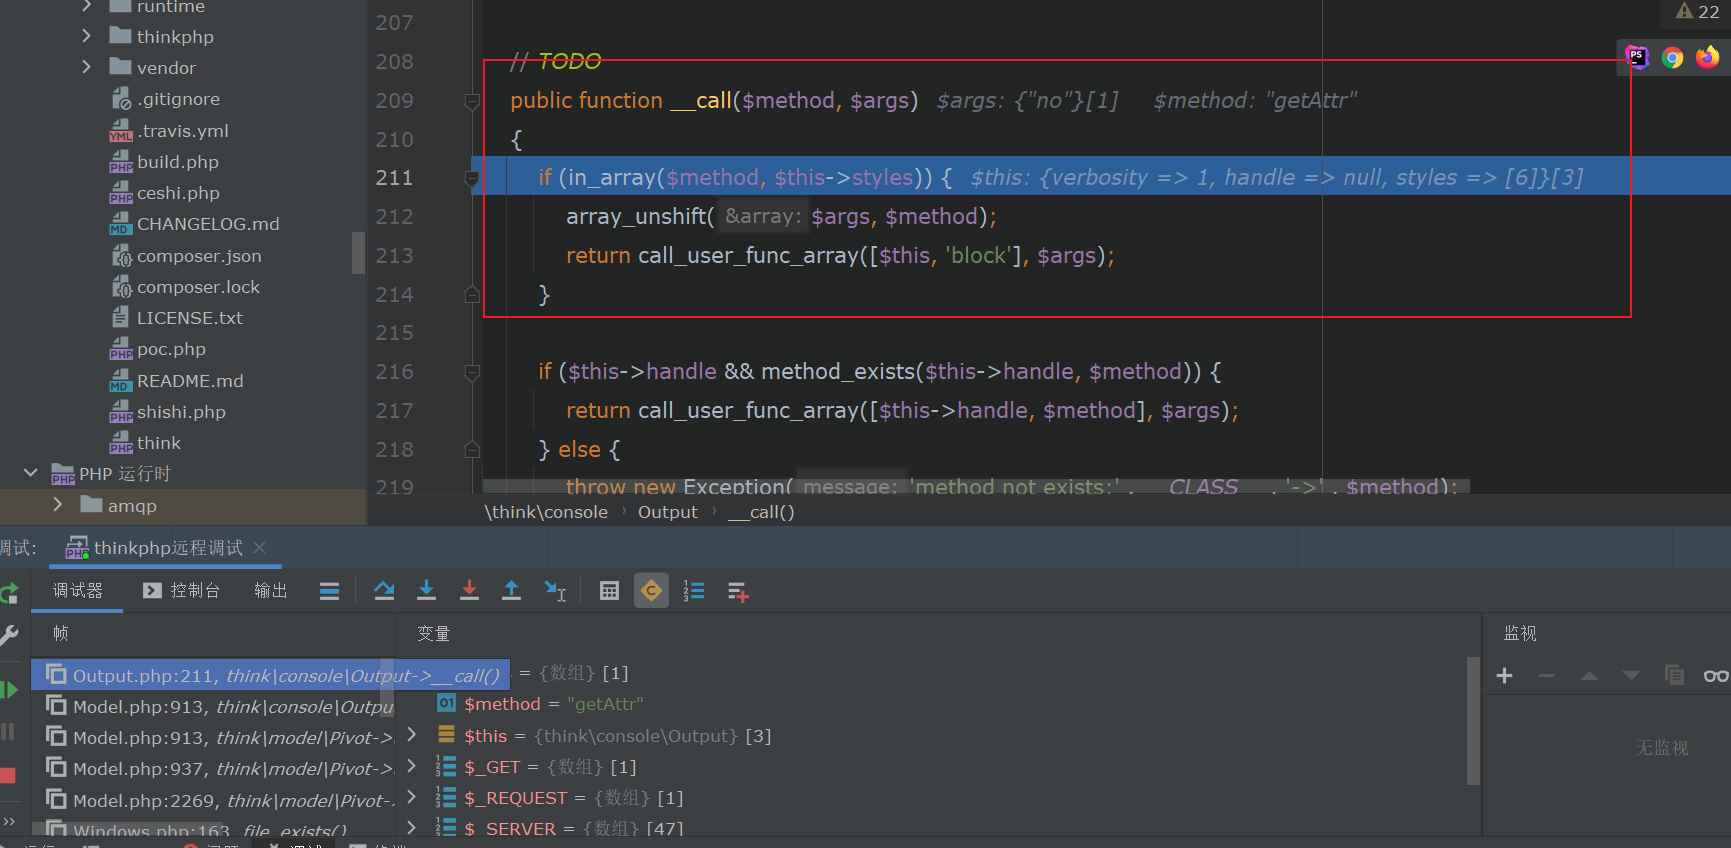 runtime
thinkphp
vendor
.gitignore
.travis.yml
build.php
ceshi.php
CHANGELOG.md
composer.json
composer.lock
LICENSE.txt
poc.php
README.md
shishi.php
think
PHP 运行时
amqp
22
207
208 // TODO
209 public function __call($method, $args) $args: {"no"}[1] $method: "getAttr"
210 {
211 if (in_array($method, $this->styles)) { $this: {verbosity => 1, handle => null, styles => [6]}[3]
212 array_unshift( &array: $args, $method);
213 return call_user_func_array([$this, 'block'], $args);
214 }
215
216 if ($this->handle && method_exists($this->handle, $method)) {
217 return call_user_func_array([$this->handle, $method], $args);
218 } else {
219 throw new Exception( message: 'method not exists:' . __CLASS__ . '->' . $method);
\think\console › Output › __call()
调试: thinkphp远程调试
调试器 控制台 输出
帧
Output.php:211, think\console\Output->__call()
Model.php:913, think\console\Outpu
Model.php:913, think\model\Pivot->
Model.php:937, think\model\Pivot->
Model.php:2269, think\model\Pivot->
Windows.php:163, file_exists()
变量
= {数组} [1]
$method = "getAttr"
$this = {think\console\Output} [3]
$_GET = {数组} [1]
$_REQUEST = {数组} [1]
$_SERVER = {数组} [47]
监视
无监视